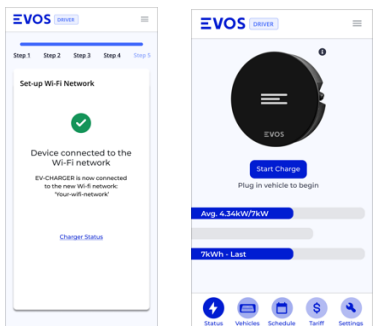 EVOS DRIVER
Step 1 Step 2 Step 3 Step 4 Step 5
Set-up Wi-Fi Network
Device connected to the
Wi-Fi network
EV-CHARGER is now connected
to the new Wi-fi network:
'Your-wifi-network'
Charger Status
EVOS DRIVER
EVOS
Start Charge
Plug in vehicle to begin
Avg. 4.34kW/7kW
7kWh - Last
Status Vehicles Schedule Tariff Settings